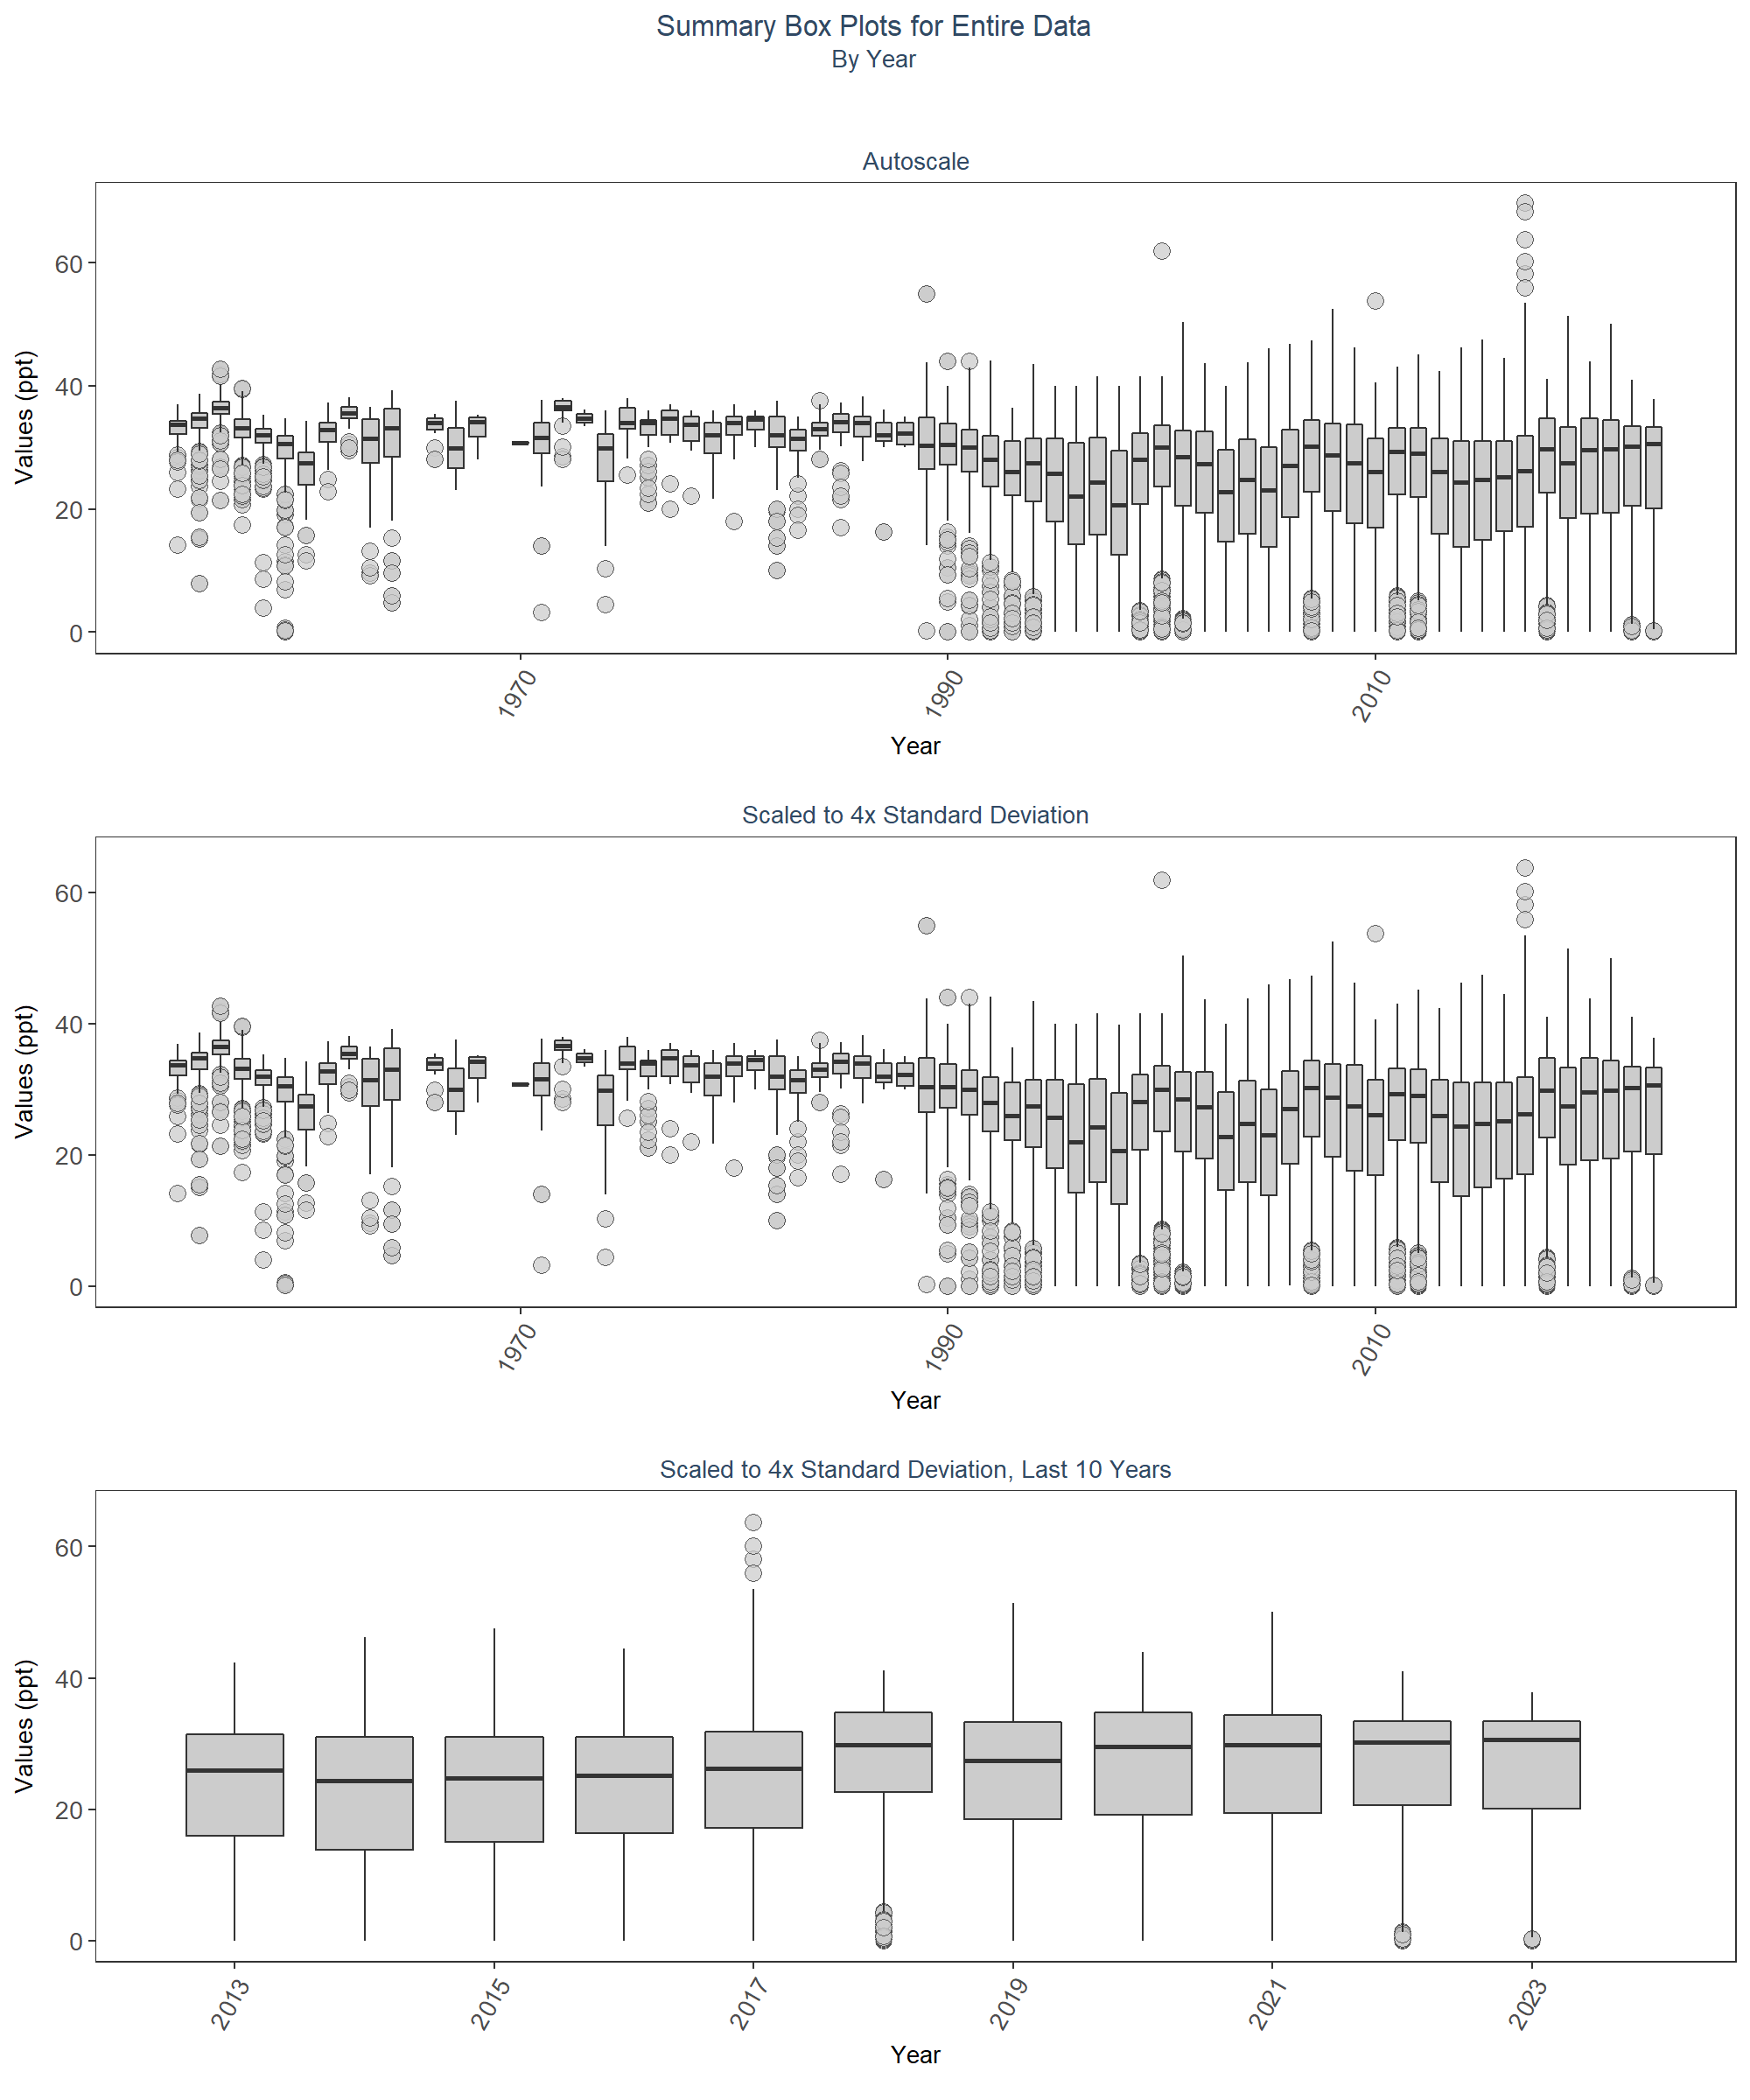 Summary Box Plots for Entire Data
By Year
Autoscale
Values (ppt)
60
40
20
0
1970
1990
2010
Year
Scaled to 4x Standard Deviation
Values (ppt)
60
40
20
0
1970
1990
2010
Year
Scaled to 4x Standard Deviation, Last 10 Years
Values (ppt)
60
40
20
0
2013
2015
2017
2019
2021
2023
Year